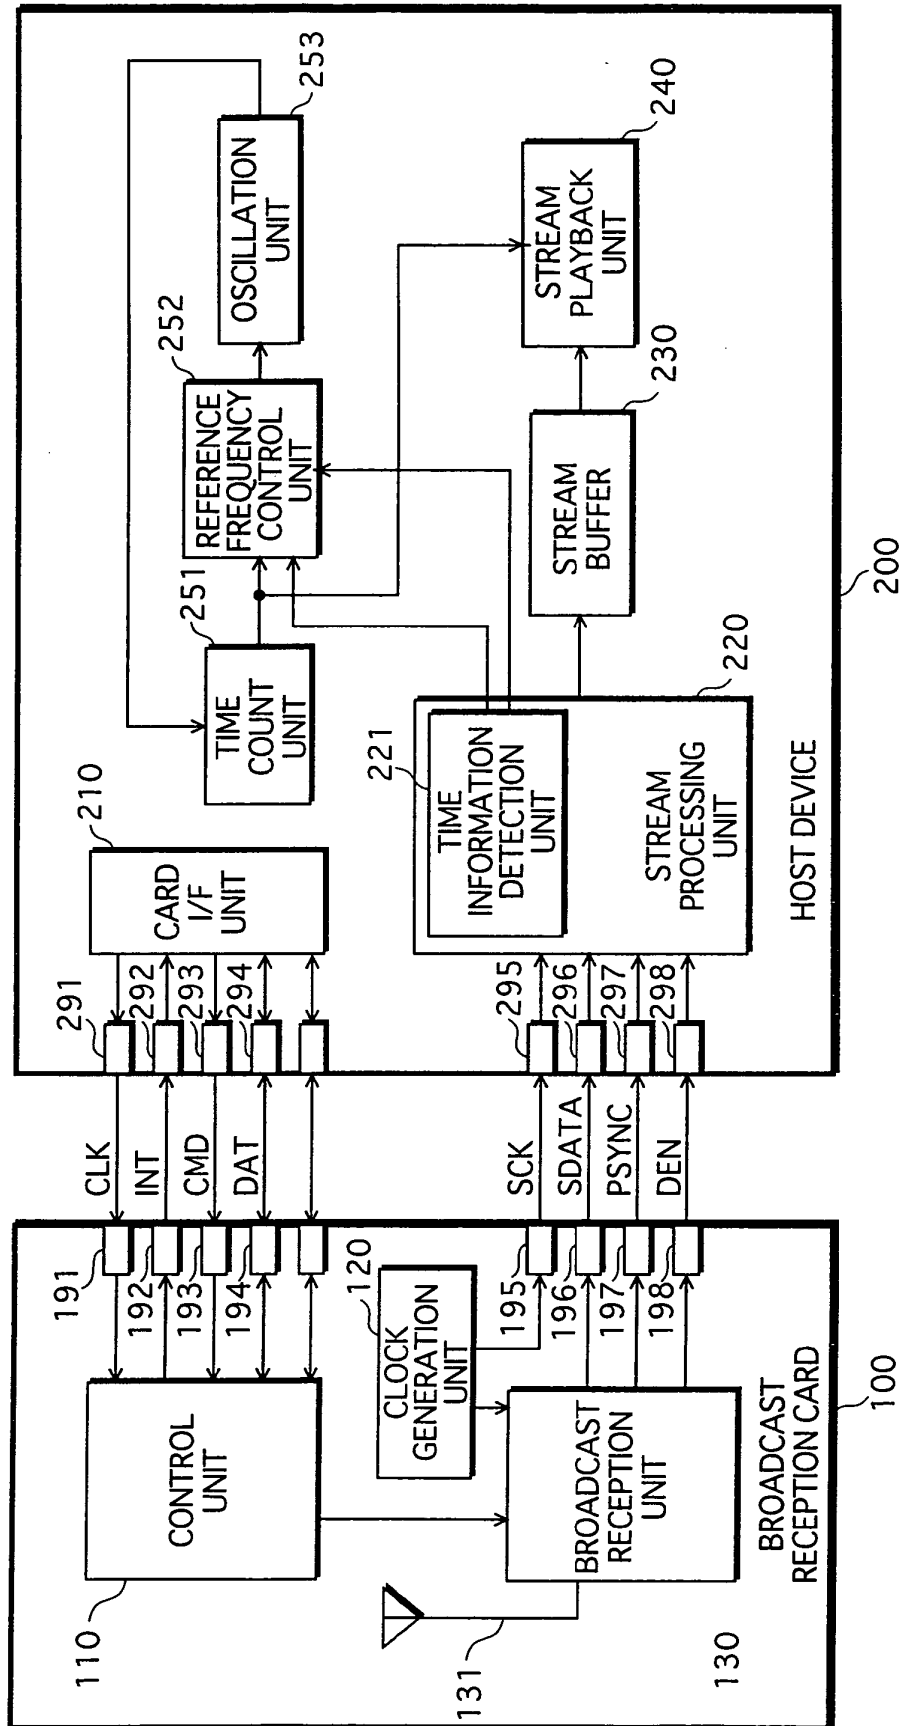 BROADCAST
RECEPTION CARD
100
110
CONTROL
UNIT
120
CLOCK
GENERATION
UNIT
131
BROADCAST
RECEPTION
UNIT
130
191
192
193
194
195
196
197
198
CLK
INT
CMD
DAT
SCK
SDATA
PSYNC
DEN
291
292
293
294
295
296
297
298
210
CARD
I/F
UNIT
251
TIME
COUNT
UNIT
252
REFERENCE
FREQUENCY
CONTROL
UNIT
253
OSCILLATION
UNIT
221
TIME
INFORMATION
DETECTION
UNIT
STREAM
PROCESSING
UNIT
220
STREAM
BUFFER
230
STREAM
PLAYBACK
UNIT
240
HOST DEVICE
200